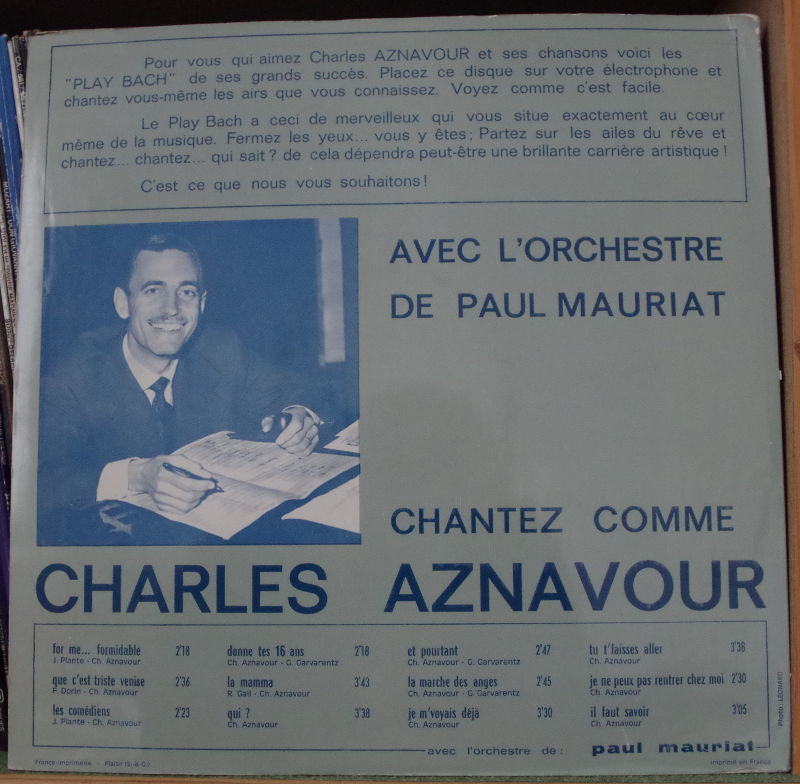 Pour vous qui aimez Charles AZNAVOUR et ses chansons voici les
"PLAY BACH" de ses grands succès. Placez ce disque sur votre électrophone et
chantez vous-même les airs que vous connaissez. Voyez comme c'est facile.
Le Play Bach a ceci de merveilleux qui vous situe exactement au cœur
même de la musique. Fermez les yeux... vous y êtes; Partez sur les ailes du rêve et
chantez... chantez... qui sait? de cela dépendra peut-être une brillante carrière artistique!
C'est ce que nous vous souhaitons!
AVEC L'ORCHESTRE
DE PAUL MAURIAT
CHANTEZ COMME
CHARLES AZNAVOUR
for me... formidable 2'18
J. Plante - Ch. Aznavour
que c'est triste venise 2'36
F. Dorin - Ch. Aznavour
les comédiens 2'23
J. Plante - Ch. Aznavour
donne tes 16 ans 2'18
Ch. Aznavour - G. Garvarentz
la mamma 3'43
R. Gall - Ch. Aznavour
qui ? 3'38
Ch. Aznavour
et pourtant 2'47
Ch. Aznavour - G. Garvarentz
la marche des anges 2'45
Ch. Aznavour - G. Garvarentz
je m'voyais déjà 3'30
Ch. Aznavour
tu t'laisses aller 3'38
Ch. Aznavour
je ne peux pas rentrer chez moi 2'30
Ch. Aznavour
il faut savoir 3'05
Ch. Aznavour
avec l'orchestre de : paul mauriat
France-imprimerie - Plaisir (S.-&-O.)
imprimé en France
Photo: LEONARD